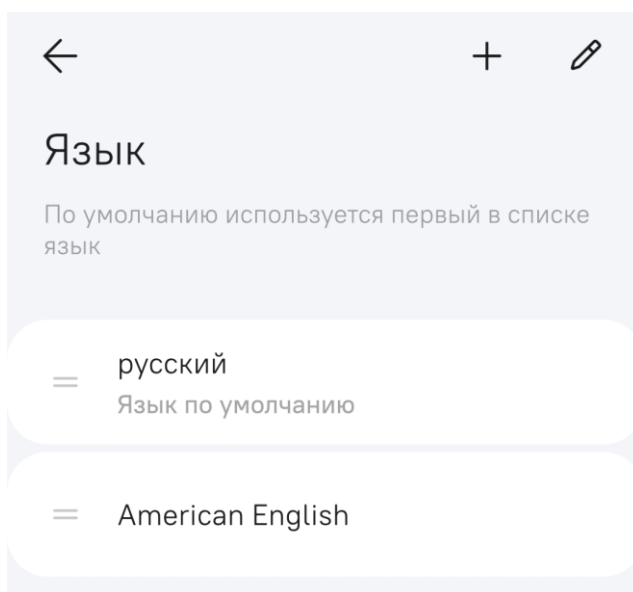 Язык
По умолчанию используется первый в списке
язык
русский
Язык по умолчанию
American English